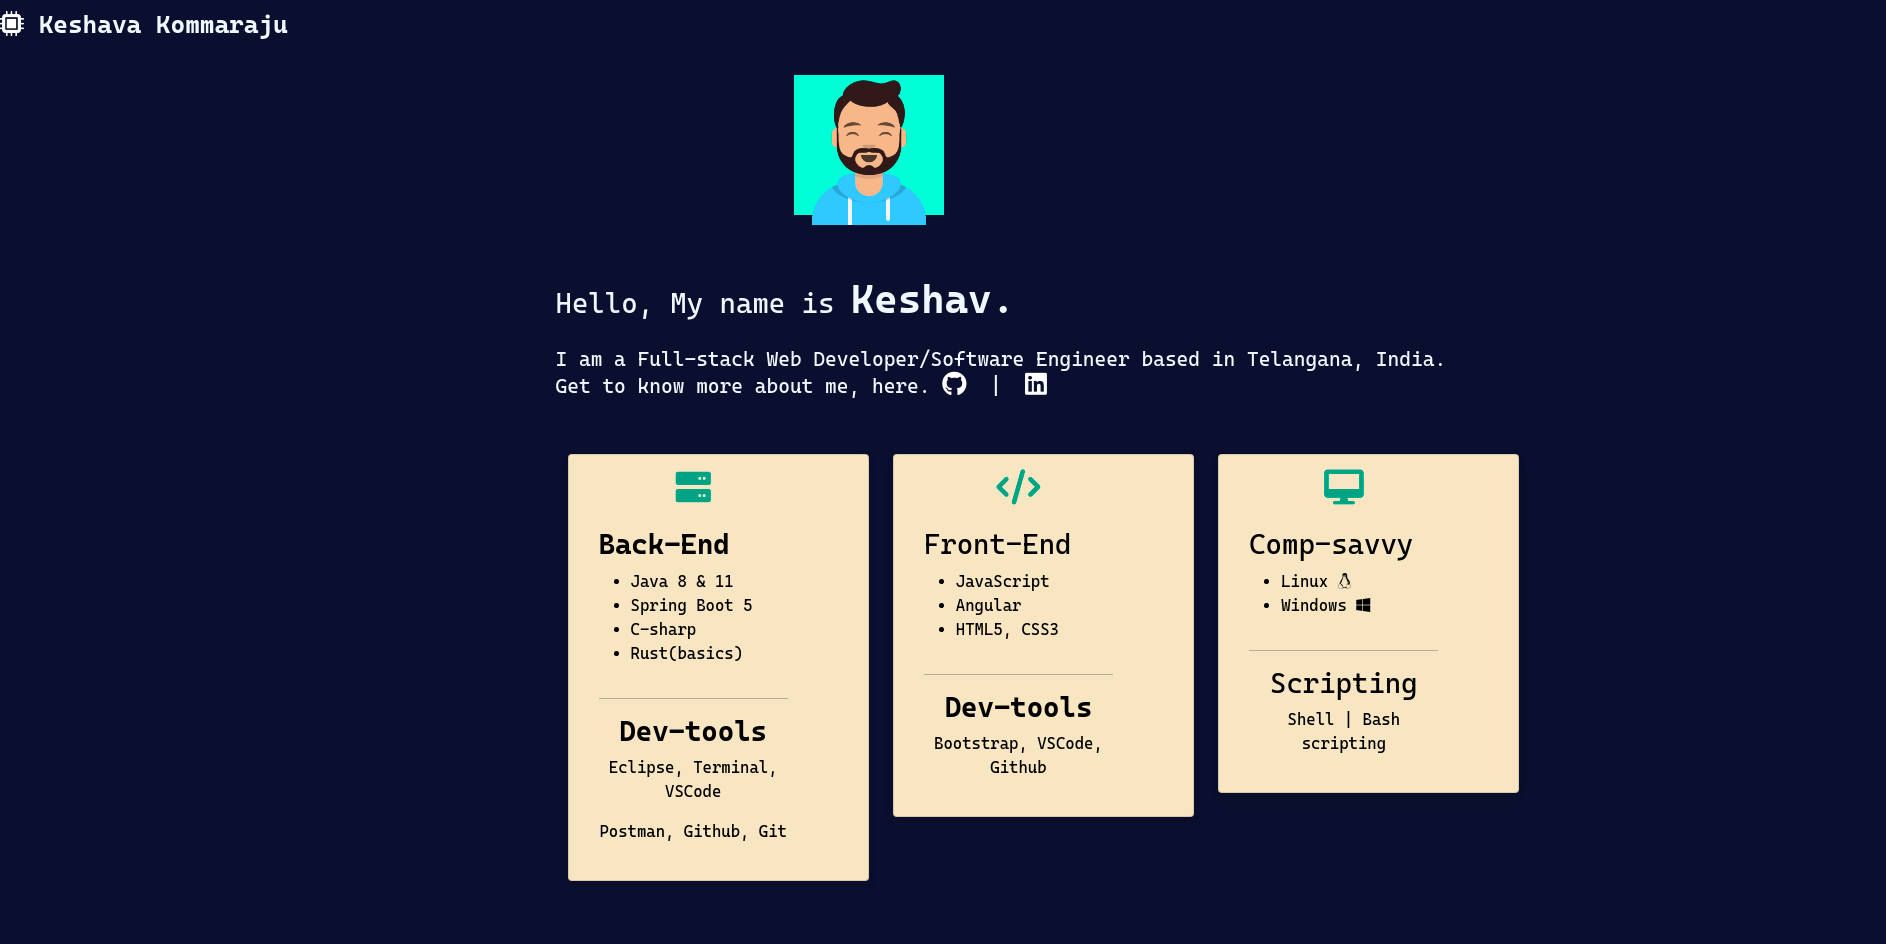 Keshava Kommaraju
Hello, My name is Keshav.
I am a Full-stack Web Developer/Software Engineer based in Telangana, India.
Get to know more about me, here. |
Back-End
• Java 8 & 11
• Spring Boot 5
• C-sharp
• Rust(basics)
Dev-tools
Eclipse, Terminal,
VSCode
Postman, Github, Git
Front-End
• JavaScript
• Angular
• HTML5, CSS3
Dev-tools
Bootstrap, VSCode,
Github
Comp-savvy
• Linux
• Windows
Scripting
Shell | Bash
scripting